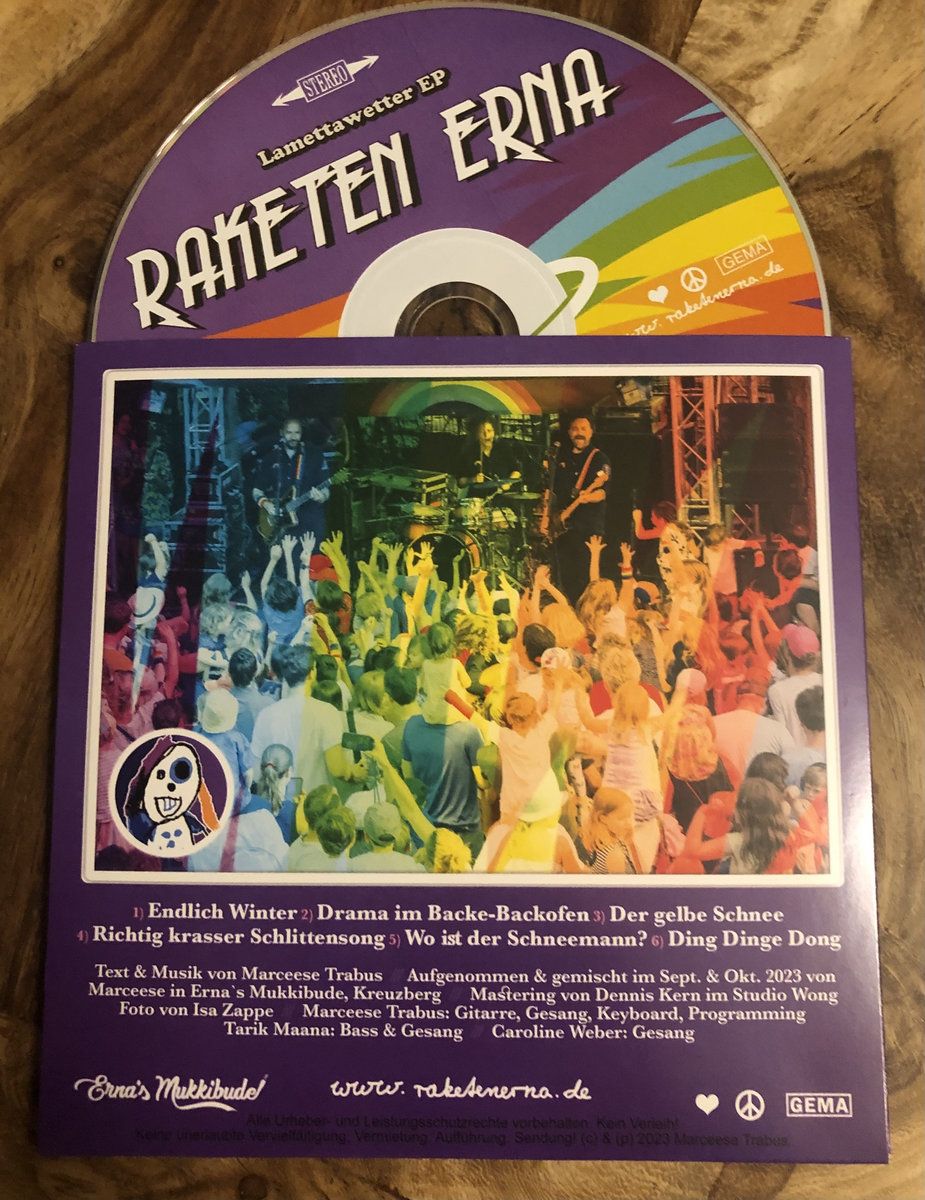 STEREO
Lamettawetter EP
RAKETEN ERNA
GEMA
www. raketenerna.de
1) Endlich Winter 2) Drama im Backe-Backofen 3) Der gelbe Schnee
4) Richtig krasser Schlittensong 5) Wo ist der Schneemann? 6) Ding Dinge Dong
Text & Musik von Marceese Trabus // Aufgenommen & gemischt im Sept. & Okt. 2023 von
Marceese in Erna`s Mukkibude, Kreuzberg // Mastering von Dennis Kern im Studio Wong
Foto von Isa Zappe // Marceese Trabus: Gitarre, Gesang, Keyboard, Programming
Tarik Maana: Bass & Gesang // Caroline Weber: Gesang
Erna's Mukkibude!
www. raketenerna.de
GEMA
Alle Urheber- und Leistungsschutzrechte vorbehalten. Kein Verleih!
Keine unerlaubte Vervielfältigung, Vermietung, Aufführung, Sendung! (c) & (p) 2023 Marceese Trabus.